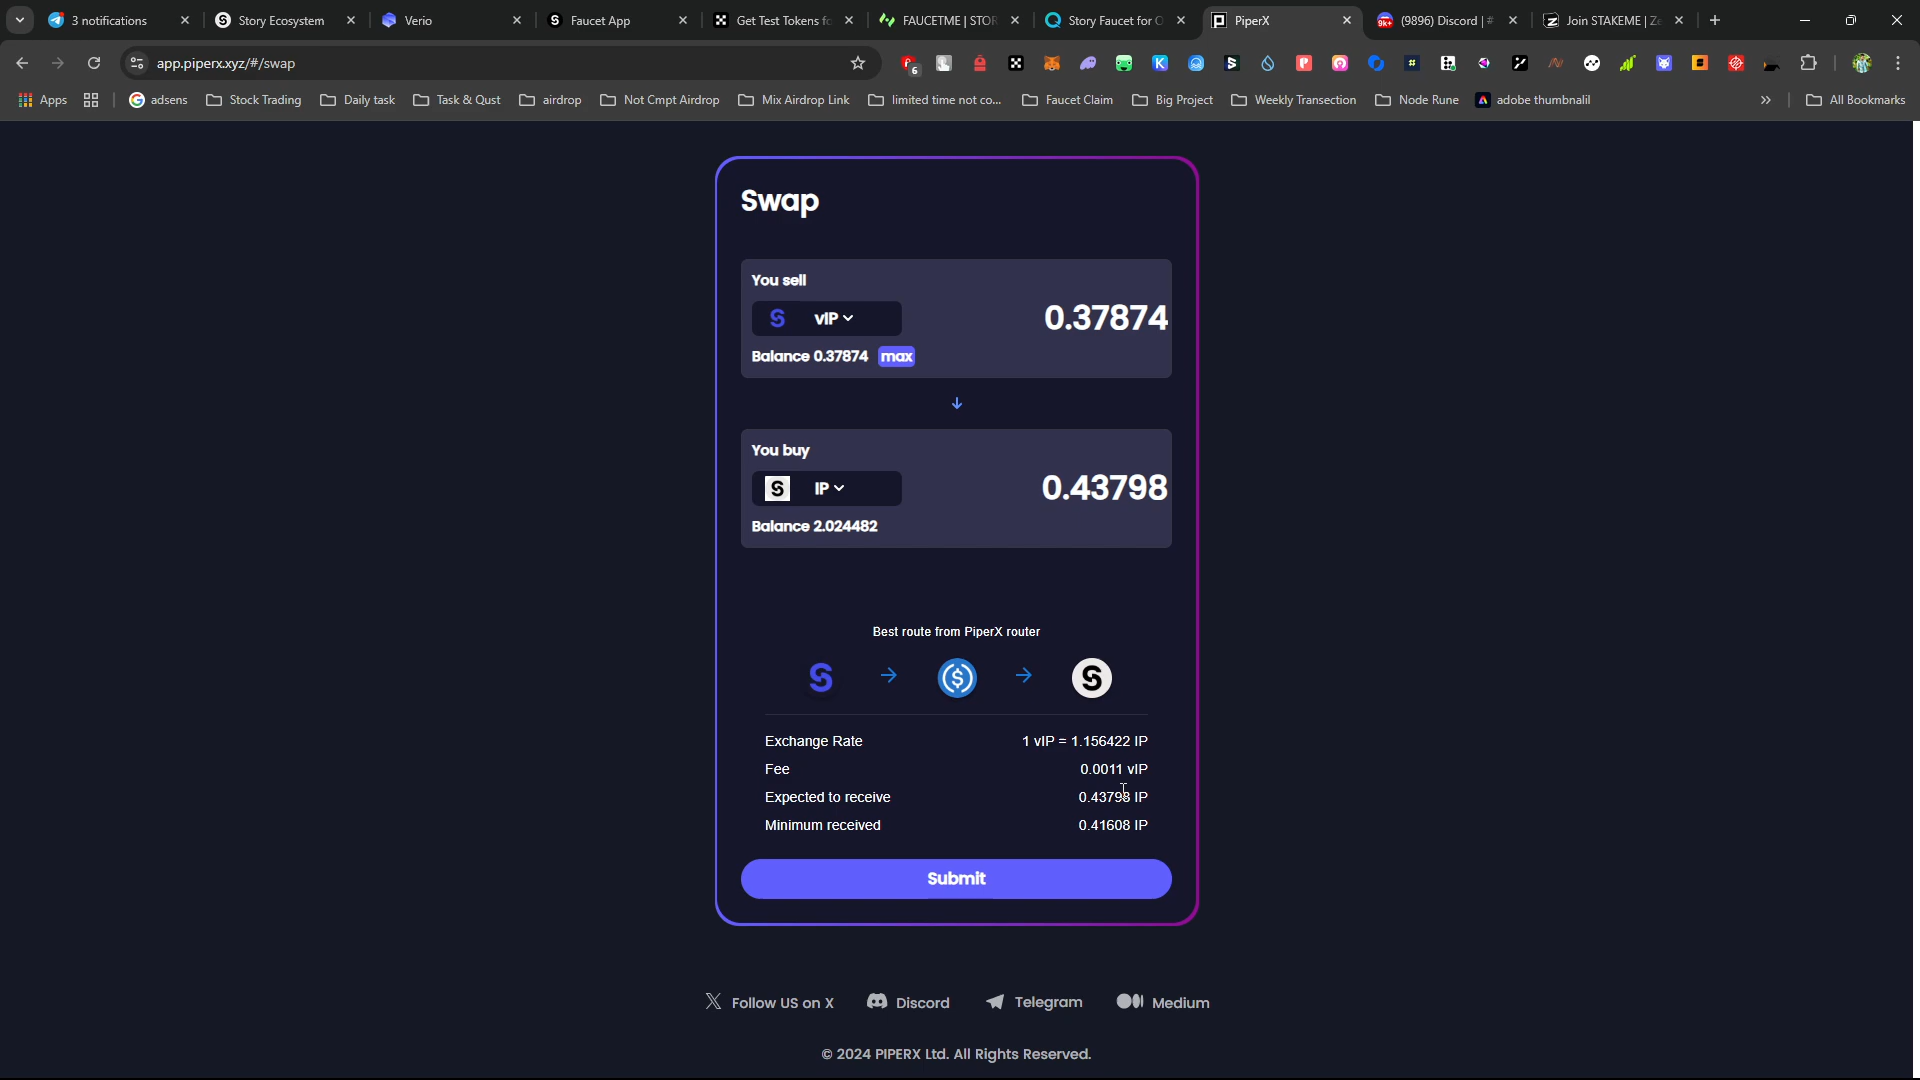 3 notifications
Story Ecosystem
Verio
Faucet App
Get Test Tokens fo
FAUCETME | STOR
Story Faucet for O
PiperX
(9896) Discord | #
Join STAKEME | Ze
app.piperx.xyz/#/swap
6
Apps
adsens
Stock Trading
Daily task
Task & Qust
airdrop
Not Cmpt Airdrop
Mix Airdrop Link
limited time not co...
Faucet Claim
Big Project
Weekly Transection
Node Rune
adobe thumbnalil
All Bookmarks
Swap
You sell
vIP
0.37874
Balance 0.37874 max
You buy
IP
0.43798
Balance 2.024482
Best route from PiperX router
Exchange Rate 1 vIP = 1.156422 IP
Fee 0.0011 vIP
Expected to receive 0.43798 IP
Minimum received 0.41608 IP
Submit
Follow US on X
Discord
Telegram
Medium
© 2024 PIPERX Ltd. All Rights Reserved.